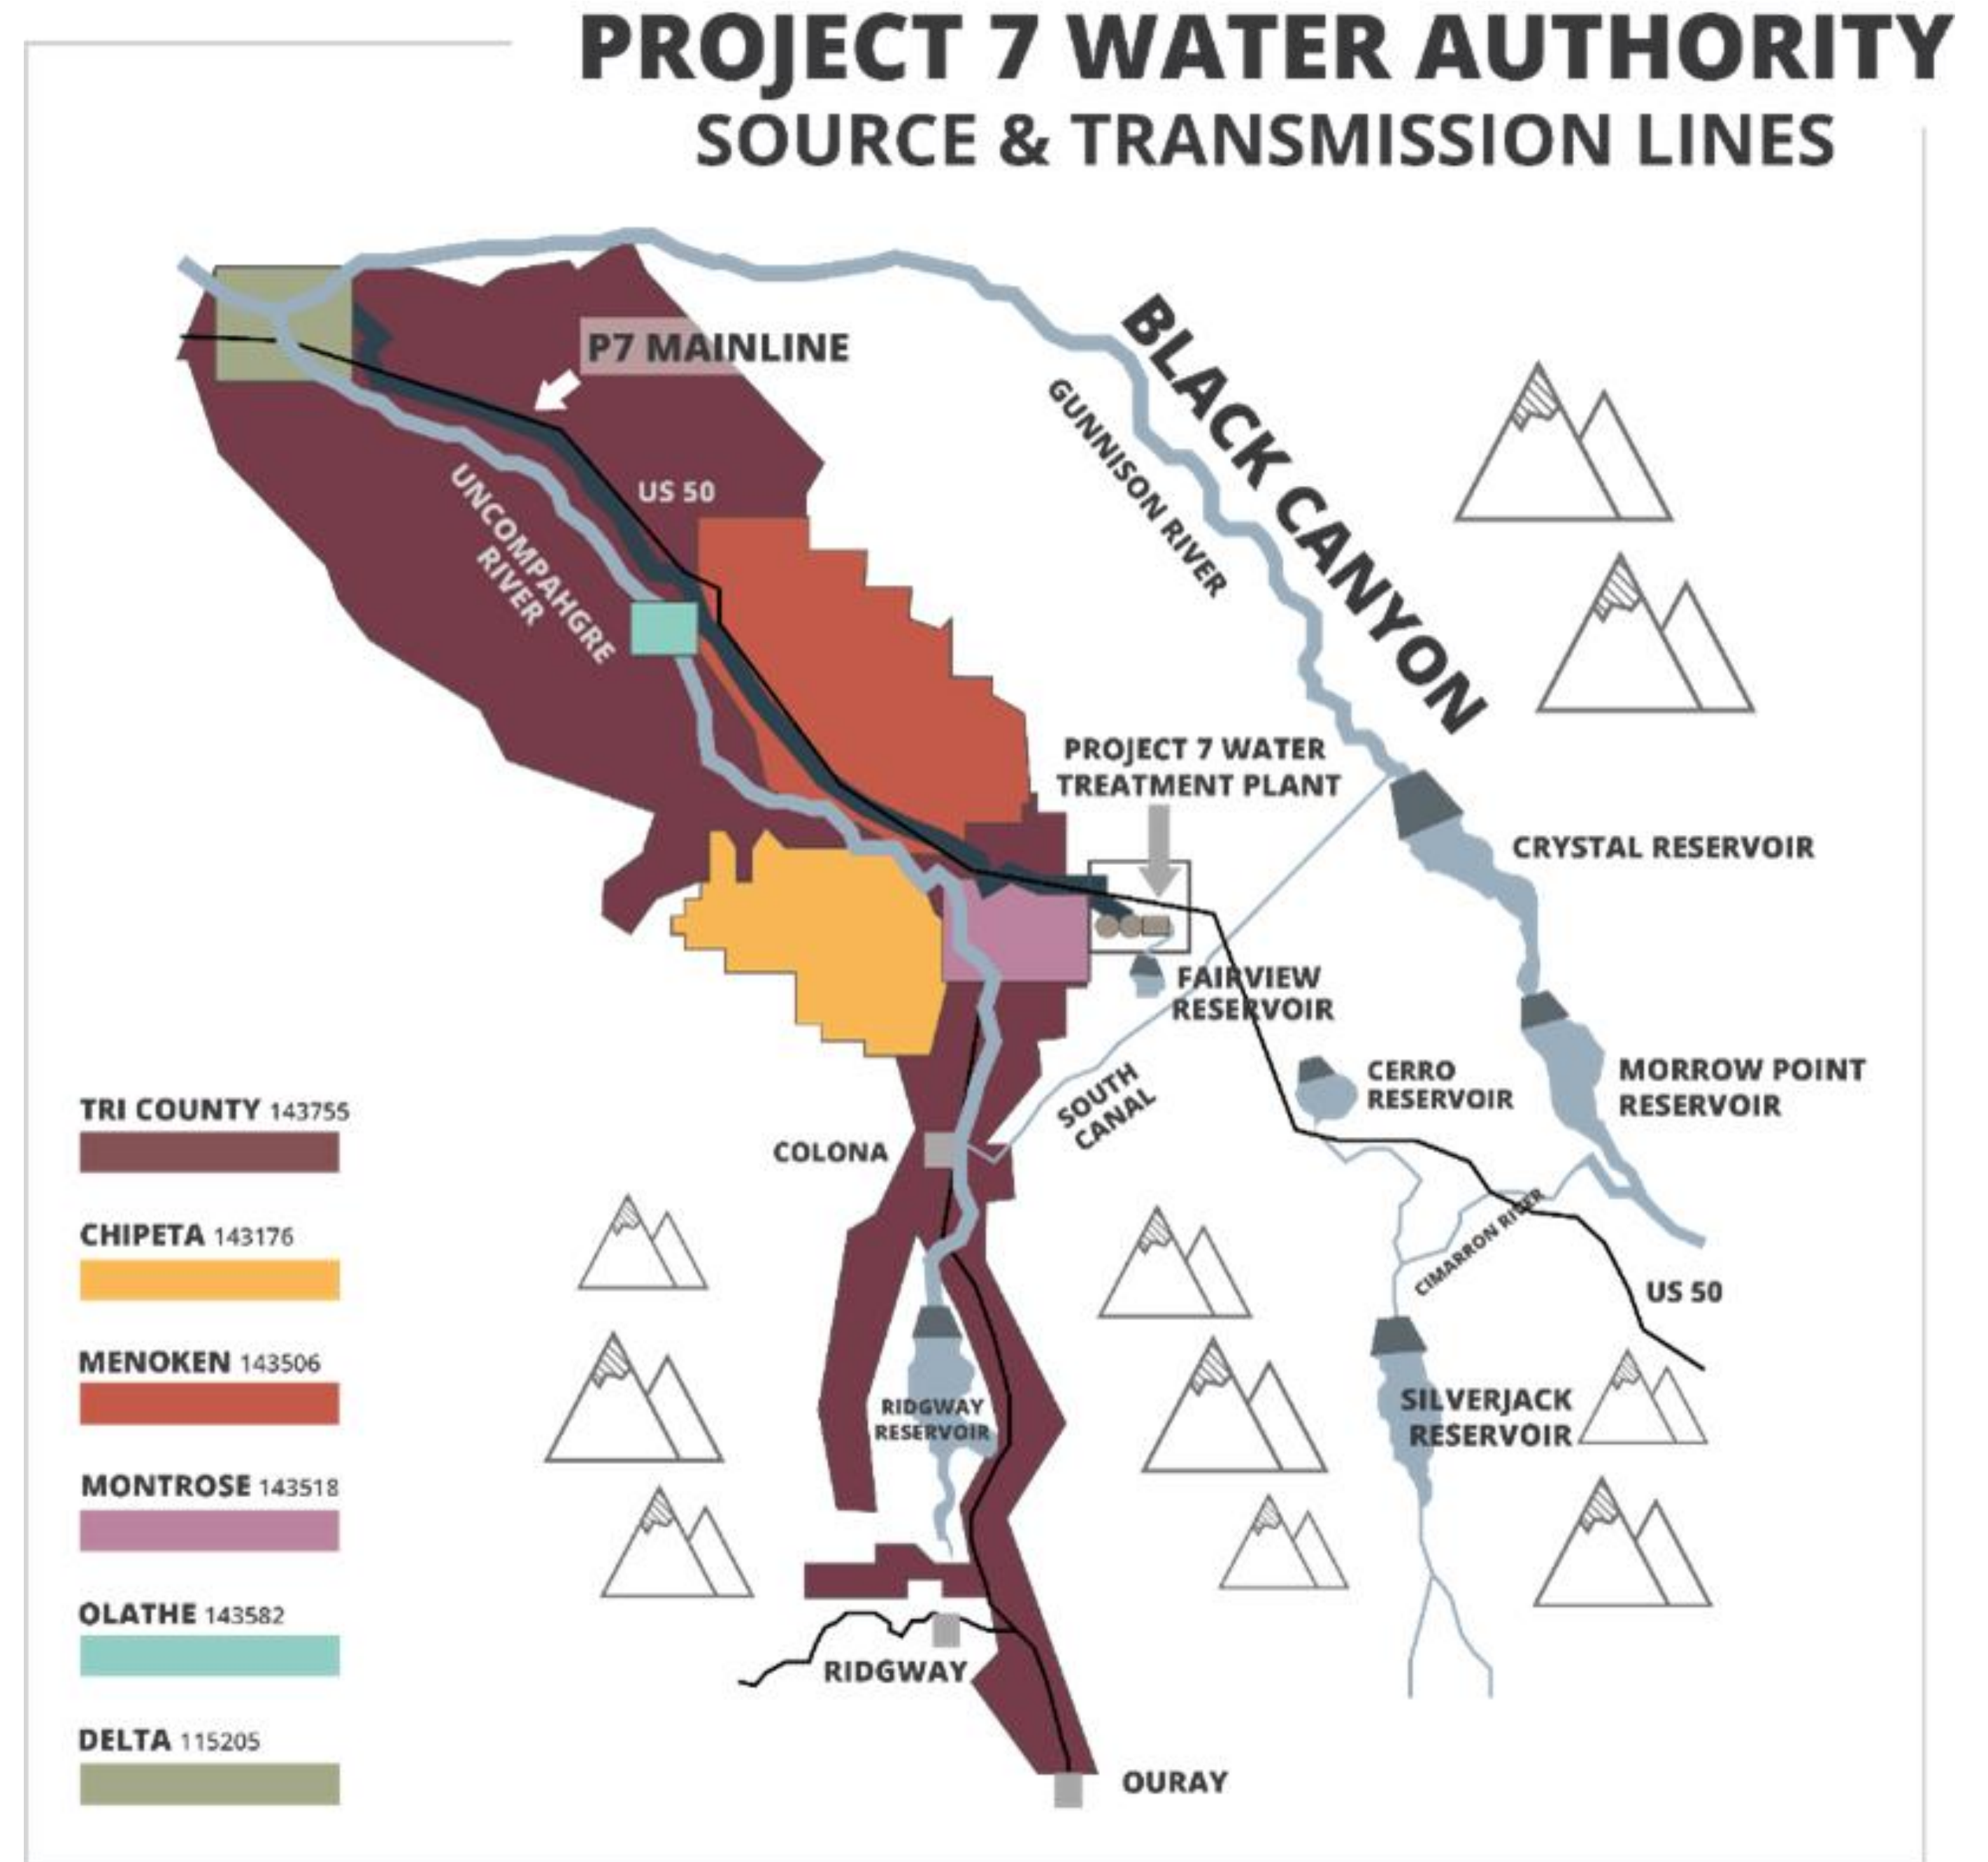 PROJECT 7 WATER AUTHORITY
SOURCE & TRANSMISSION LINES
P7 MAINLINE
US 50
UNCOMPAHGRE
RIVER
BLACK CANYON
GUNNISON RIVER
PROJECT 7 WATER
TREATMENT PLANT
CRYSTAL RESERVOIR
FAIRVIEW
RESERVOIR
CERRO
RESERVOIR
MORROW POINT
RESERVOIR
SOUTH
CANAL
COLONA
CIMARRON RIVER
US 50
RIDGWAY
RESERVOIR
SILVERJACK
RESERVOIR
RIDGWAY
OURAY
TRI COUNTY 143755
CHIPETA 143176
MENOKEN 143506
MONTROSE 143518
OLATHE 143582
DELTA 115205